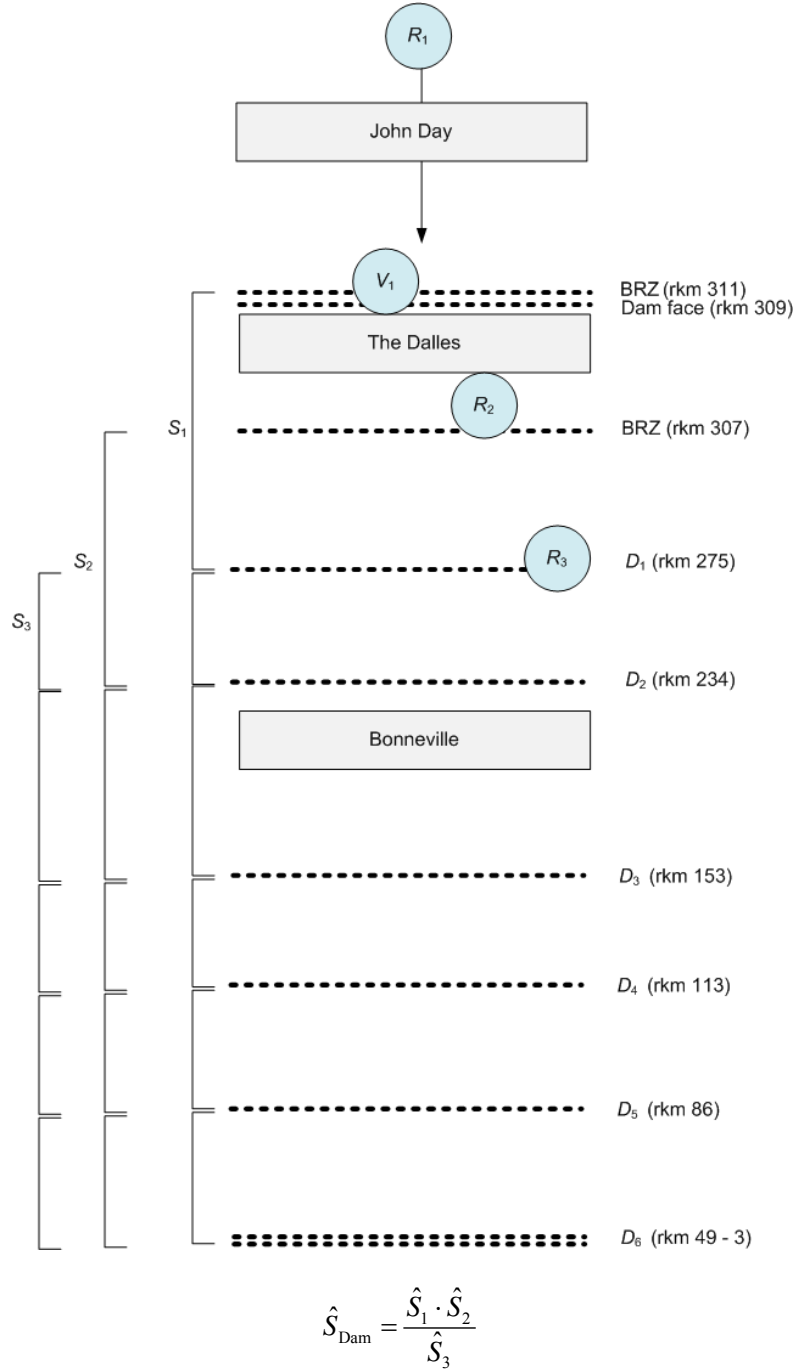 R₁
John Day
V₁
BRZ (rkm 311)
Dam face (rkm 309)
The Dalles
R₂
S₁
BRZ (rkm 307)
S₂
R₃
D₁ (rkm 275)
S₃
D₂ (rkm 234)
Bonneville
D₃ (rkm 153)
D₄ (rkm 113)
D₅ (rkm 86)
D₆ (rkm 49 - 3)
Ŝ_Dam = (Ŝ₁ · Ŝ₂) / Ŝ₃